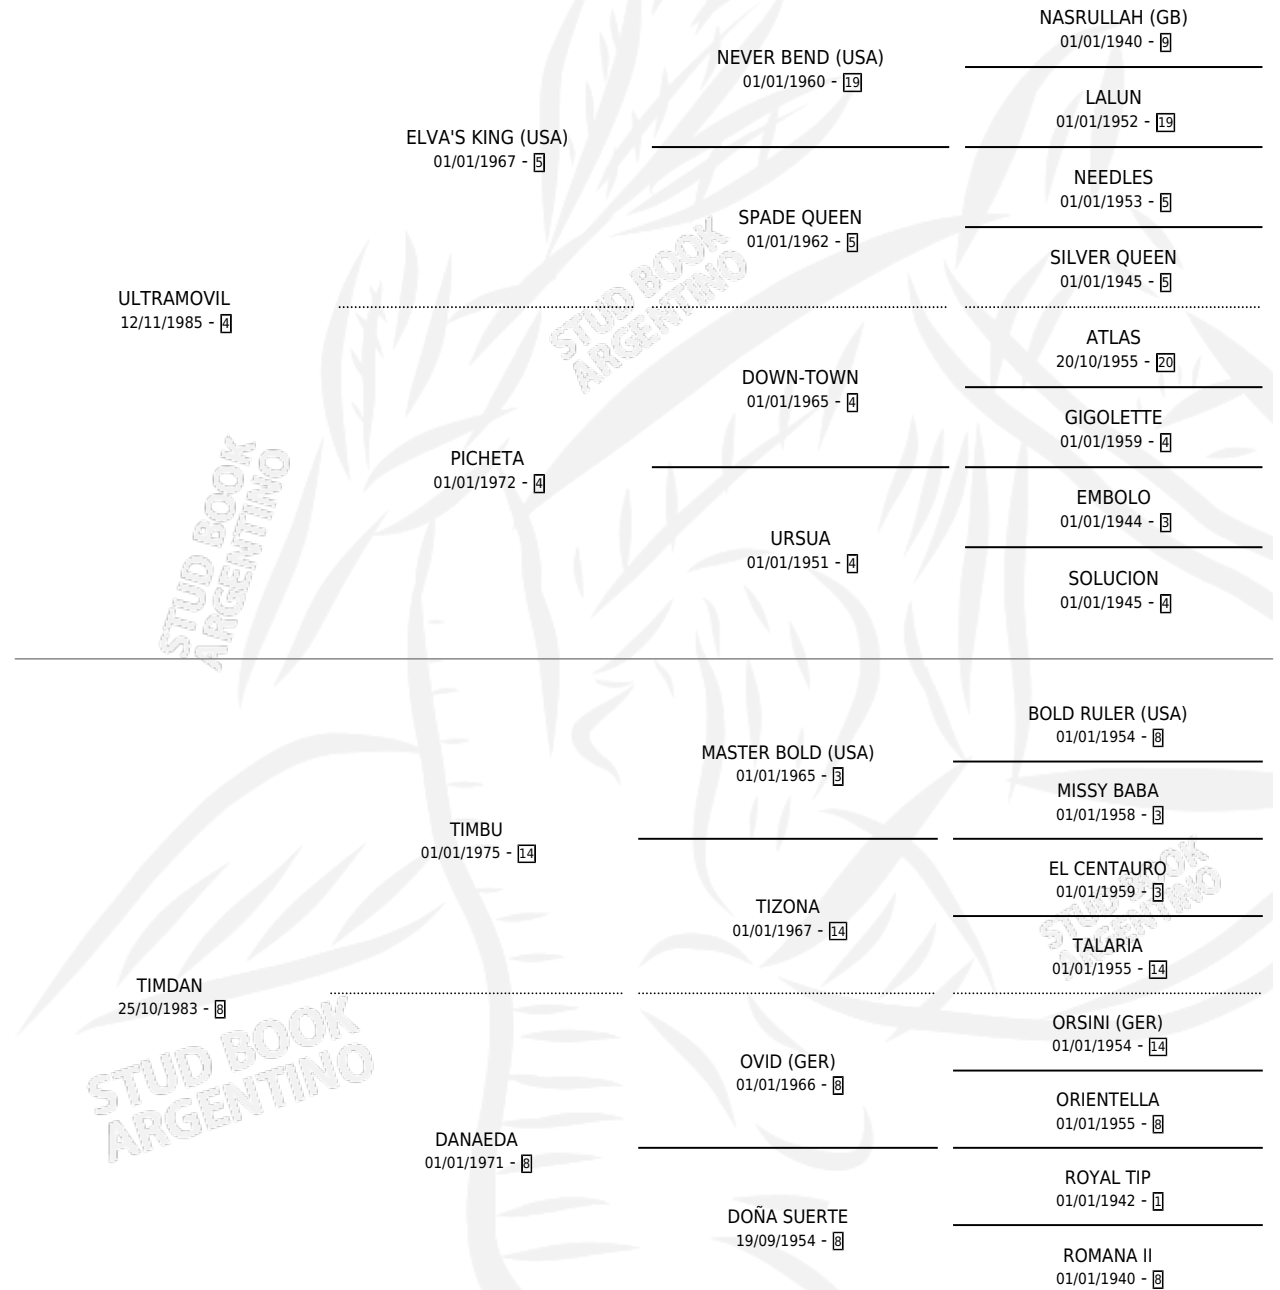 NASRULLAH (GB)
01/01/1940 - 9
NEVER BEND (USA)
01/01/1960 - 19
LALUN
01/01/1952 - 19
ELVA'S KING (USA)
01/01/1967 - 5
NEEDLES
01/01/1953 - 5
SPADE QUEEN
01/01/1962 - 5
SILVER QUEEN
01/01/1945 - 5
ULTRAMOVIL
12/11/1985 - 4
ATLAS
20/10/1955 - 20
DOWN-TOWN
01/01/1965 - 4
GIGOLETTE
01/01/1959 - 4
PICHETA
01/01/1972 - 4
EMBOLO
01/01/1944 - 3
URSUA
01/01/1951 - 4
SOLUCION
01/01/1945 - 4
STUD BOOK
ARGENTINO
STUD BOOK
ARGENTINO
BOLD RULER (USA)
01/01/1954 - 8
MASTER BOLD (USA)
01/01/1965 - 3
MISSY BABA
01/01/1958 - 3
TIMBU
01/01/1975 - 14
EL CENTAURO
01/01/1959 - 3
TIZONA
01/01/1967 - 14
TALARIA
01/01/1955 - 14
STUD BOOK
ARGENTINO
TIMDAN
25/10/1983 - 8
ORSINI (GER)
01/01/1954 - 14
OVID (GER)
01/01/1966 - 8
ORIENTELLA
01/01/1955 - 8
STUD BOOK
ARGENTINO
DANAEDA
01/01/1971 - 8
ROYAL TIP
01/01/1942 - 1
DOÑA SUERTE
19/09/1954 - 8
ROMANA II
01/01/1940 - 8